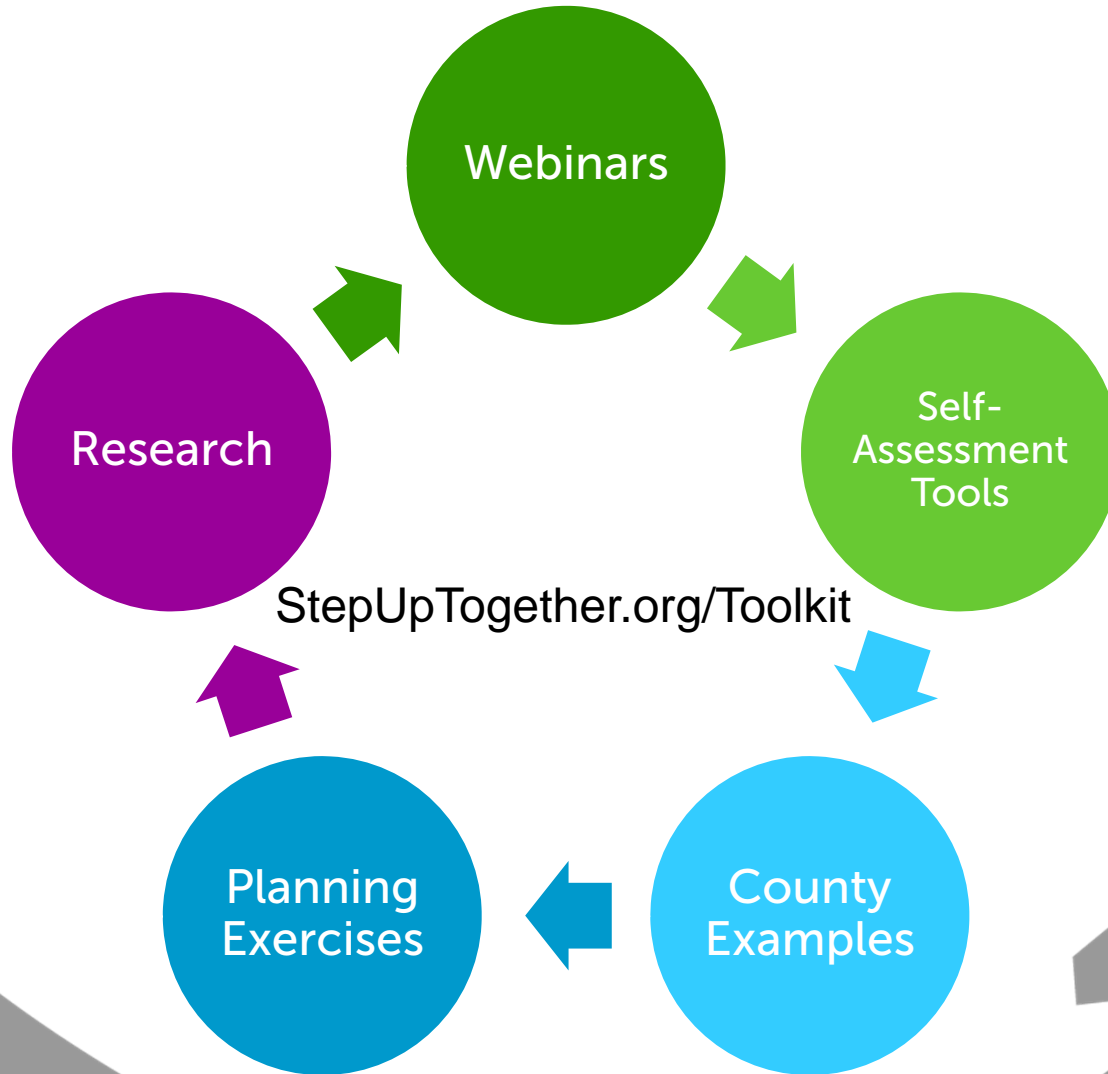 Webinars
Self-
Assessment
Tools
Research
StepUpTogether.org/Toolkit
Planning
Exercises
County
Examples